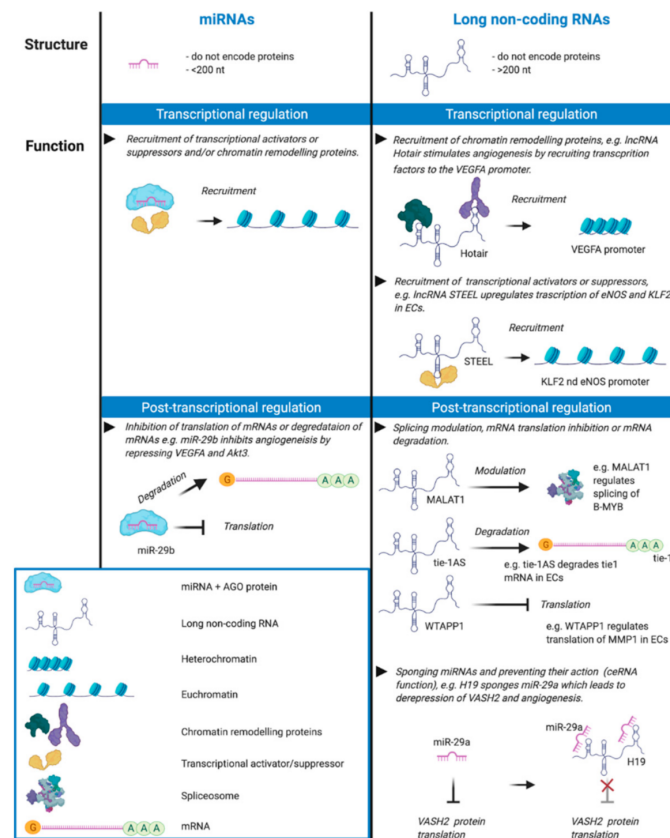 miRNAs
Long non-coding RNAs
Structure
- do not encode proteins
- <200 nt
- do not encode proteins
- >200 nt
Function
Transcriptional regulation
Recruitment of transcriptional activators or
suppressors and/or chromatin remodelling proteins.
Recruitment
Transcriptional regulation
Recruitment of chromatin remodelling proteins, e.g. lncRNA
Hotair stimulates angiogenesis by recruiting transcprition
factors to the VEGFA promoter.
Recruitment
Hotair
VEGFA promoter
Recruitment of transcriptional activators or suppressors,
e.g. lncRNA STEEL upregulates trascription of eNOS and KLF2
in ECs.
Recruitment
STEEL
KLF2 nd eNOS promoter
Post-transcriptional regulation
Inhibition of translation of mRNAs or degredataion of
mRNAs e.g. miR-29b inhibits angiogeneisis by
repressing VEGFA and Akt3.
Degradation
G
A A A
Translation
miR-29b
Post-transcriptional regulation
Splicing modulation, mRNA translation inhibition or mRNA
degradation.
Modulation
MALAT1
e.g. MALAT1
regulates
splicing of
B-MYB
Degradation
tie-1AS
G
A A A
tie-1
e.g. tie-1AS degrades tie1
mRNA in ECs
WTAPP1
Translation
e.g. WTAPP1 regulates
translation of MMP1 in ECs
Sponging miRNAs and preventing their action (ceRNA
function), e.g. H19 sponges miR-29a which leads to
derepression of VASH2 and angiogenesis.
miR-29a
miR-29a
H19
VASH2 protein
translation
VASH2 protein
translation
miRNA + AGO protein
Long non-coding RNA
Heterochromatin
Euchromatin
Chromatin remodelling proteins
Transcriptional activator/suppressor
Spliceosome
G
A A A
mRNA